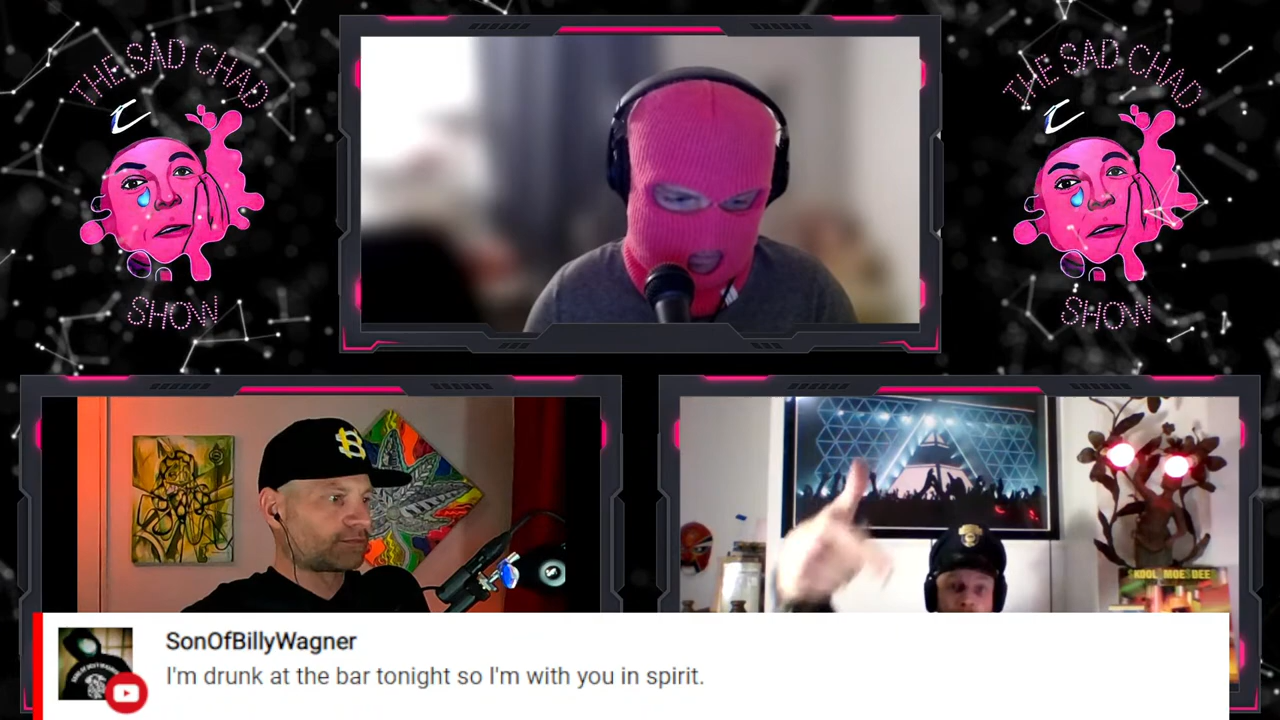 THE SAD CHAD
SHOW
THE SAD CHAD
SHOW
B
KOOL MOE DEE
SonOfBillyWagner
I'm drunk at the bar tonight so I'm with you in spirit.